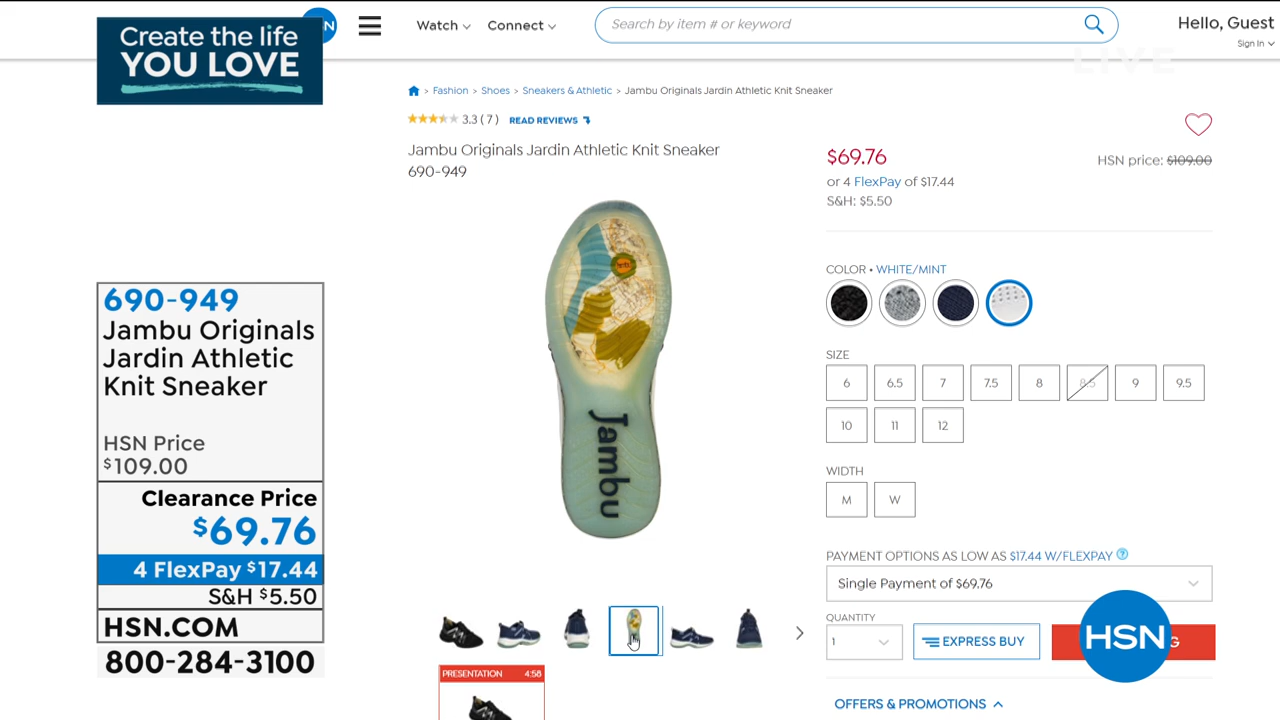 Create the life
YOU LOVE
N
Watch
Connect
Search by item # or keyword
Hello, Guest
Sign In
LIVE
> Fashion > Shoes > Sneakers & Athletic > Jambu Originals Jardin Athletic Knit Sneaker
3.3 ( 7 ) READ REVIEWS
Jambu Originals Jardin Athletic Knit Sneaker
690-949
$69.76
HSN price: $109.00
or 4 FlexPay of $17.44
S&H: $5.50
COLOR • WHITE/MINT
SIZE
6 6.5 7 7.5 8 8.5 9 9.5
10 11 12
WIDTH
M W
PAYMENT OPTIONS AS LOW AS $17.44 W/FLEXPAY ?
Single Payment of $69.76
QUANTITY
1
EXPRESS BUY
G
HSN
OFFERS & PROMOTIONS
Jambu
PRESENTATION 4:58
690-949
Jambu Originals
Jardin Athletic
Knit Sneaker
HSN Price
$109.00
Clearance Price
$69.76
4 FlexPay $17.44
S&H $5.50
HSN.COM
800-284-3100